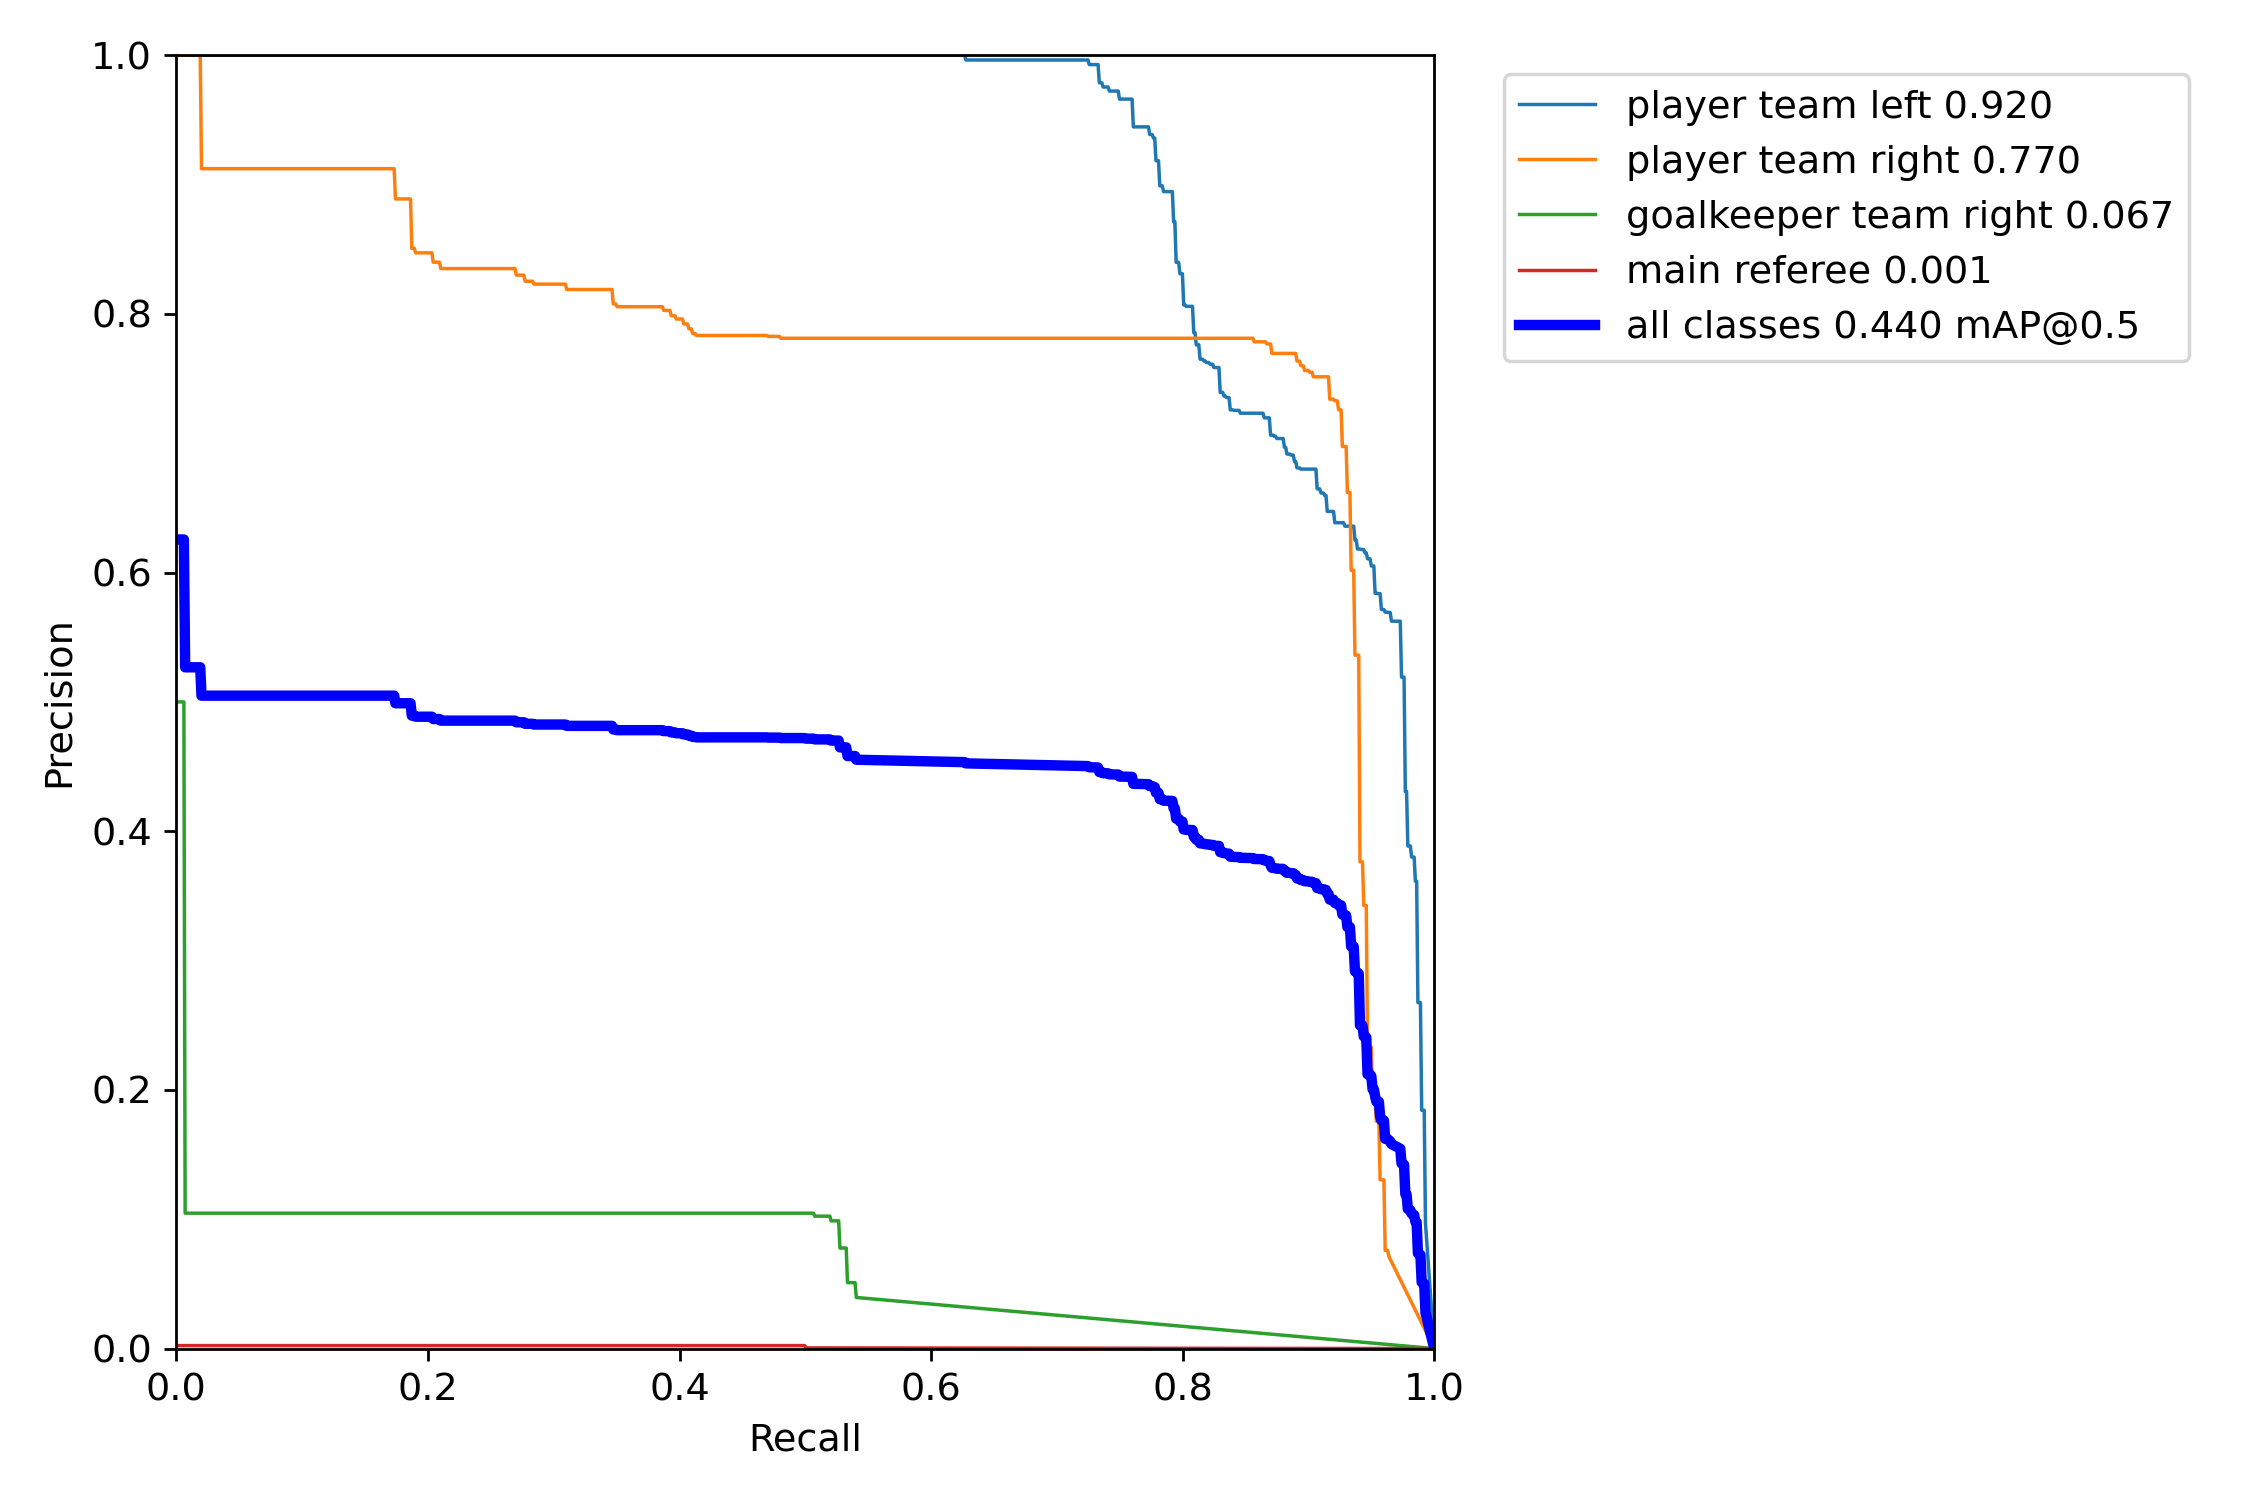 1.0
0.8
0.6
0.4
0.2
0.0
Precision
0.0 0.2 0.4 0.6 0.8 1.0
Recall
player team left 0.920
player team right 0.770
goalkeeper team right 0.067
main referee 0.001
all classes 0.440 mAP@0.5